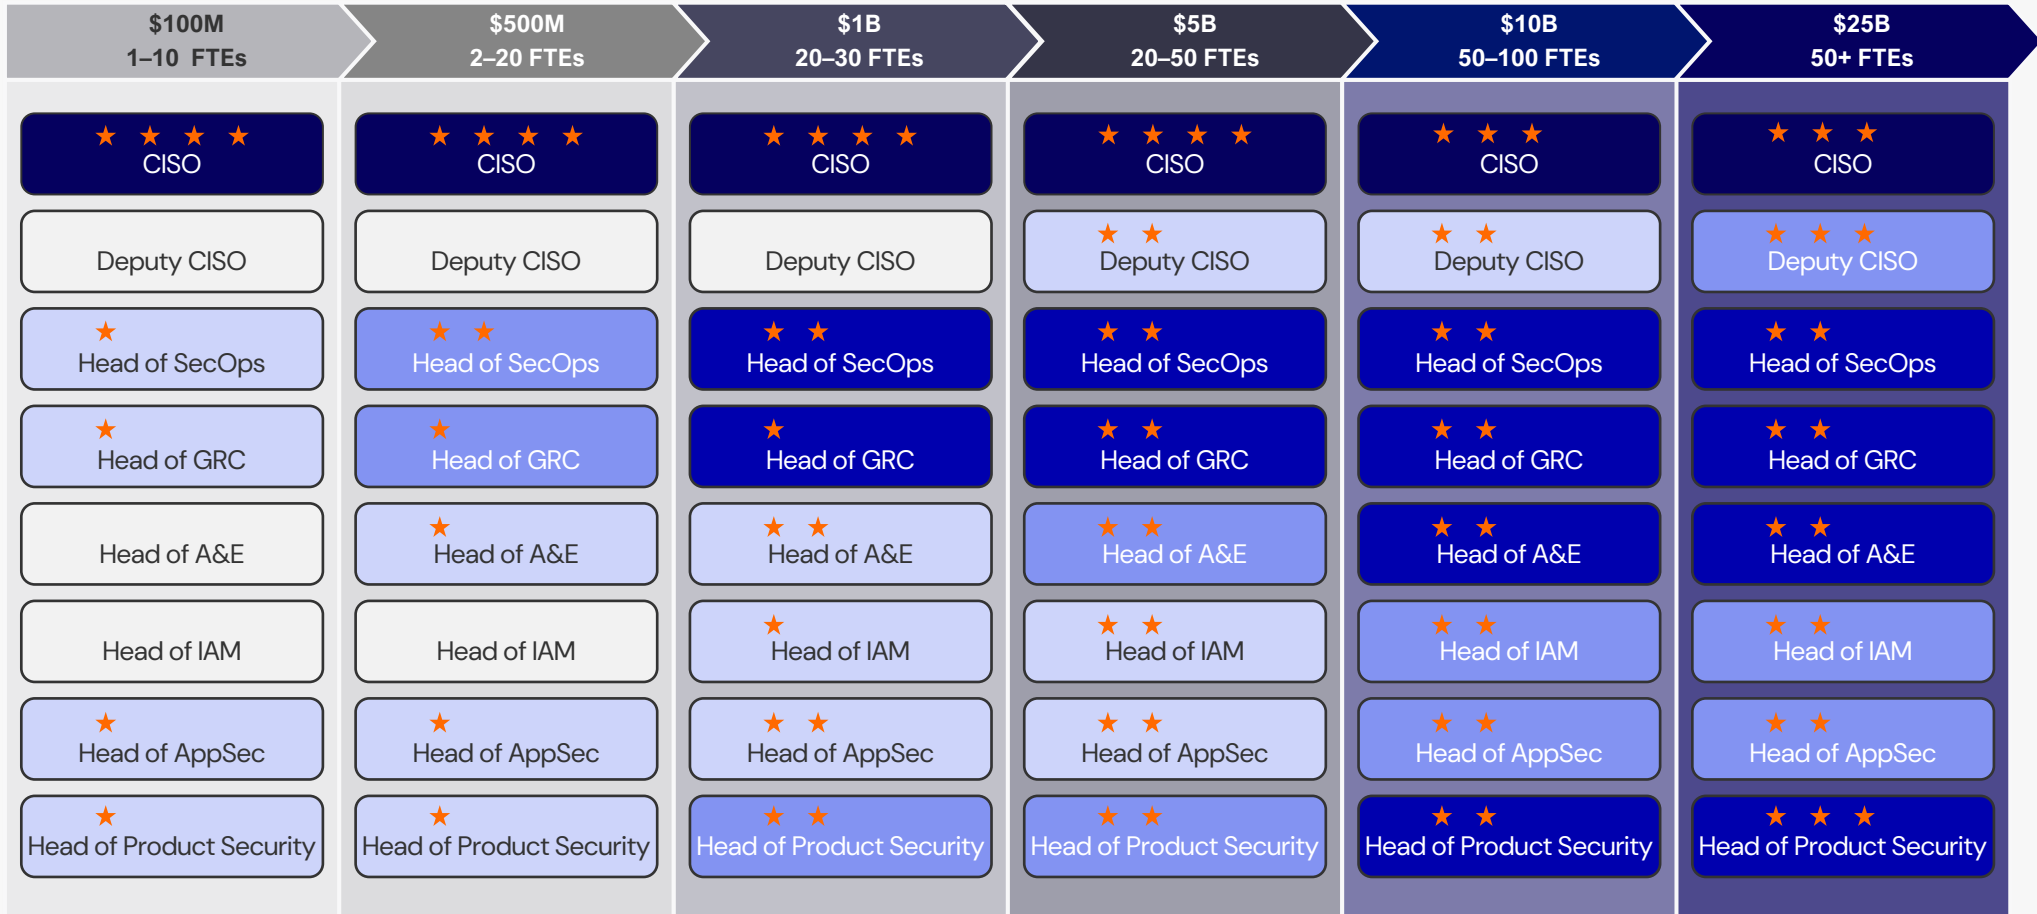 $100M
1–10 FTEs
$500M
2–20 FTEs
$1B
20–30 FTEs
$5B
20–50 FTEs
$10B
50–100 FTEs
$25B
50+ FTEs
CISO
CISO
CISO
CISO
CISO
CISO
Deputy CISO
Deputy CISO
Deputy CISO
Deputy CISO
Deputy CISO
Deputy CISO
Head of SecOps
Head of SecOps
Head of SecOps
Head of SecOps
Head of SecOps
Head of SecOps
Head of GRC
Head of GRC
Head of GRC
Head of GRC
Head of GRC
Head of GRC
Head of A&E
Head of A&E
Head of A&E
Head of A&E
Head of A&E
Head of A&E
Head of IAM
Head of IAM
Head of IAM
Head of IAM
Head of IAM
Head of IAM
Head of AppSec
Head of AppSec
Head of AppSec
Head of AppSec
Head of AppSec
Head of AppSec
Head of Product Security
Head of Product Security
Head of Product Security
Head of Product Security
Head of Product Security
Head of Product Security